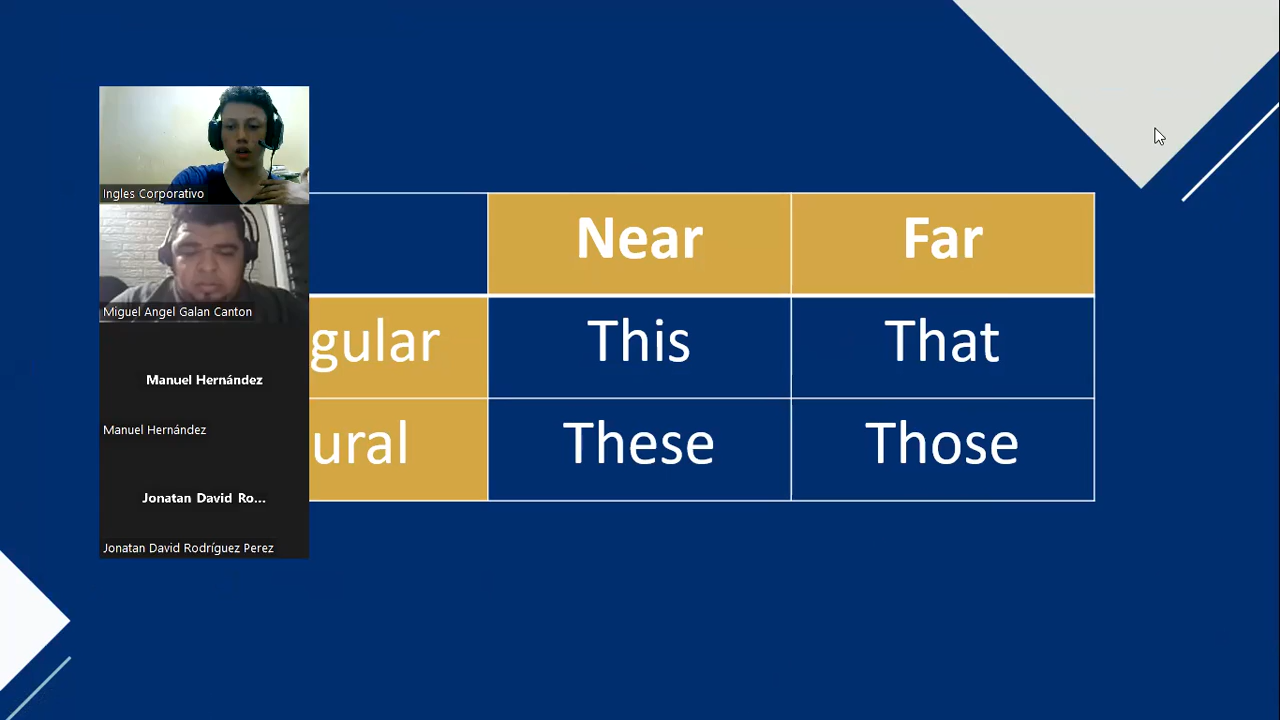 Ingles Corporativo
Miguel Angel Galan Canton
Manuel Hernández
Manuel Hernández
Jonatan David Ro...
Jonatan David Rodríguez Perez
Near Far
gular This That
ural These Those